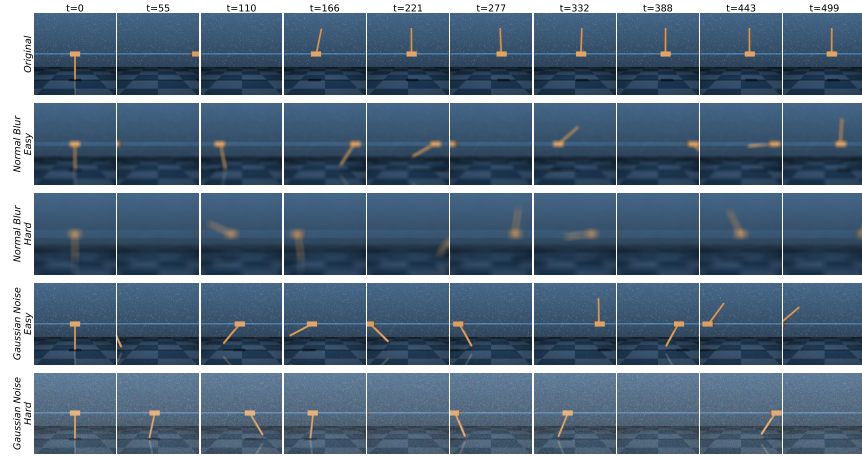 t=0 t=55 t=110 t=166 t=221 t=277 t=332 t=388 t=443 t=499
Original
Normal Blur
Easy
Normal Blur
Hard
Gaussian Noise
Easy
Gaussian Noise
Hard